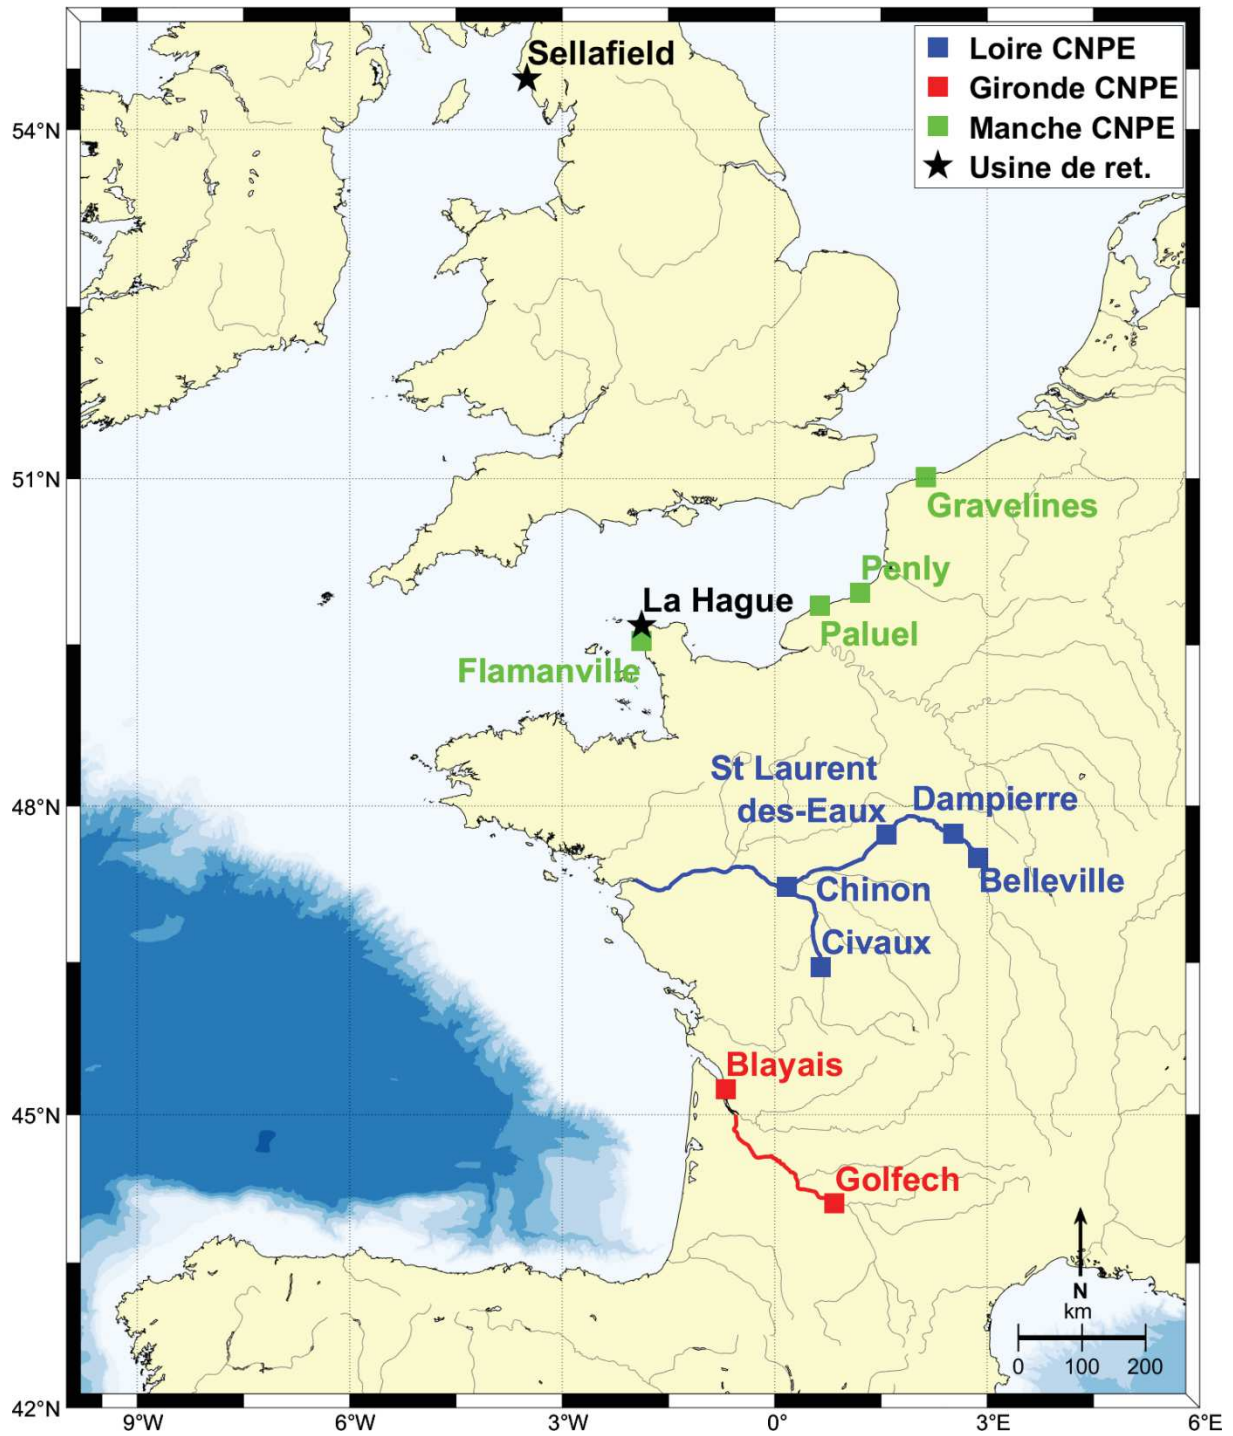 Sellafield
Loire CNPE
Gironde CNPE
Manche CNPE
Usine de ret.
54°N
51°N
Gravelines
Penly
La Hague
Paluel
Flamanville
St Laurent
des-Eaux
Dampierre
48°N
Belleville
Chinon
Civaux
Blayais
45°N
Golfech
N
km
0 100 200
42°N
9°W 6°W 3°W 0° 3°E 6°E